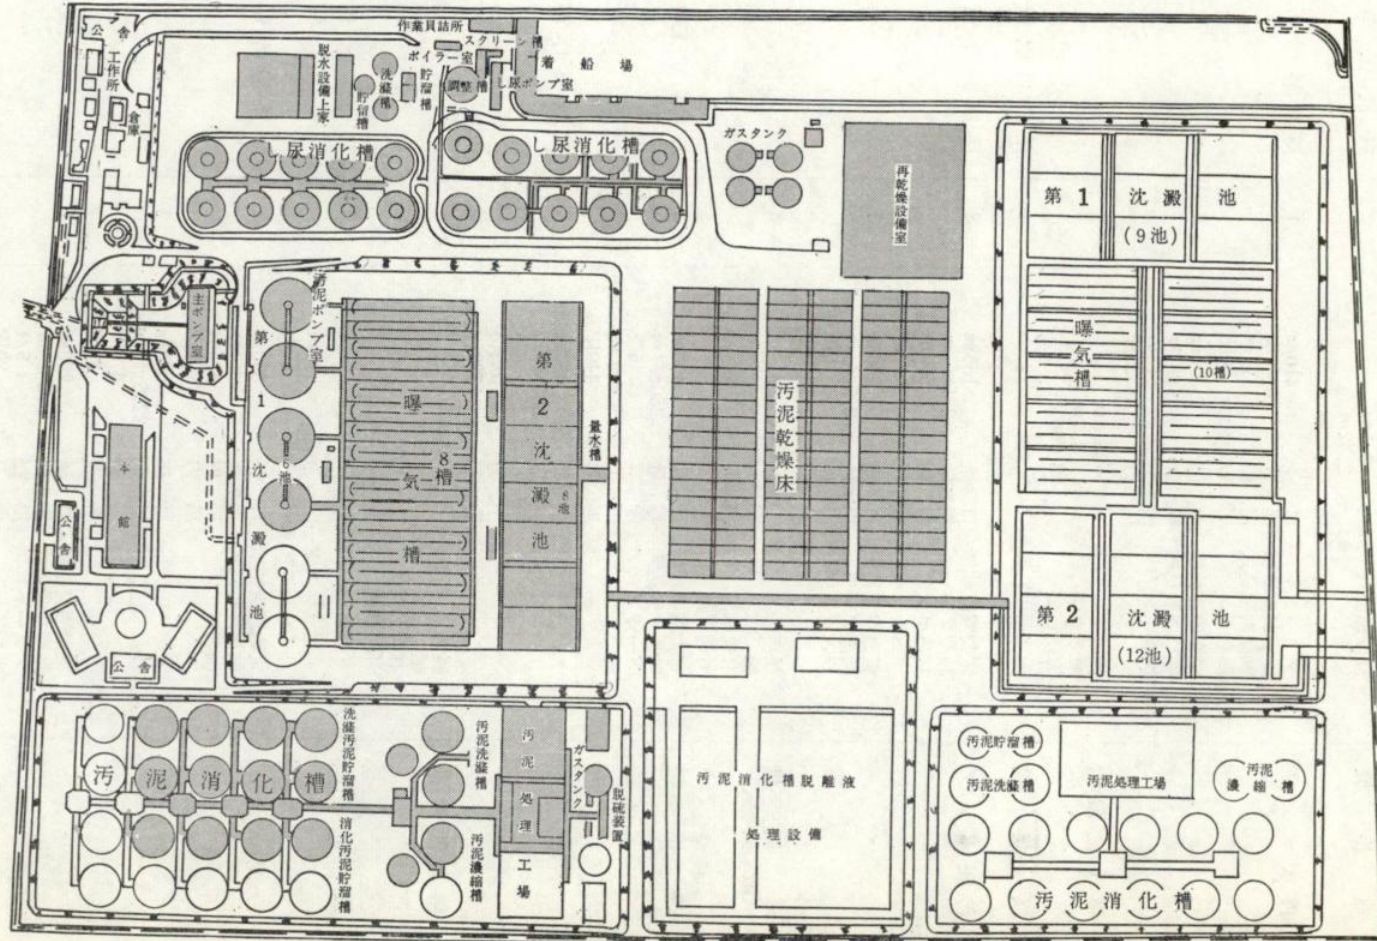 公舎
工作所
倉庫
作業員詰所
スクリーン槽
ボイラー室
着船場
脱水設備上家
洗滌槽
貯溜槽
貯留槽
調整槽
し尿ポンプ室
し尿消化槽
し尿消化槽
ガスタンク
再乾燥設備室
第1沈澱池
(9池)
曝気槽
(10槽)
第2沈澱池
(12池)
主ポンプ室
汚泥ポンプ室
第1沈澱池
6池
曝気槽
8槽
第2沈澱池
8池
量水槽
汚泥乾燥床
本館
公舎
公舎
汚泥消化槽
洗滌汚泥貯溜槽
消化汚泥貯溜槽
汚泥洗滌槽
汚泥濃縮槽
汚泥処理工場
ガスタンク
脱硫装置
汚泥消化槽脱離液
処理設備
汚泥貯溜槽
汚泥洗滌槽
汚泥処理工場
汚泥
濃縮槽
汚泥消化槽